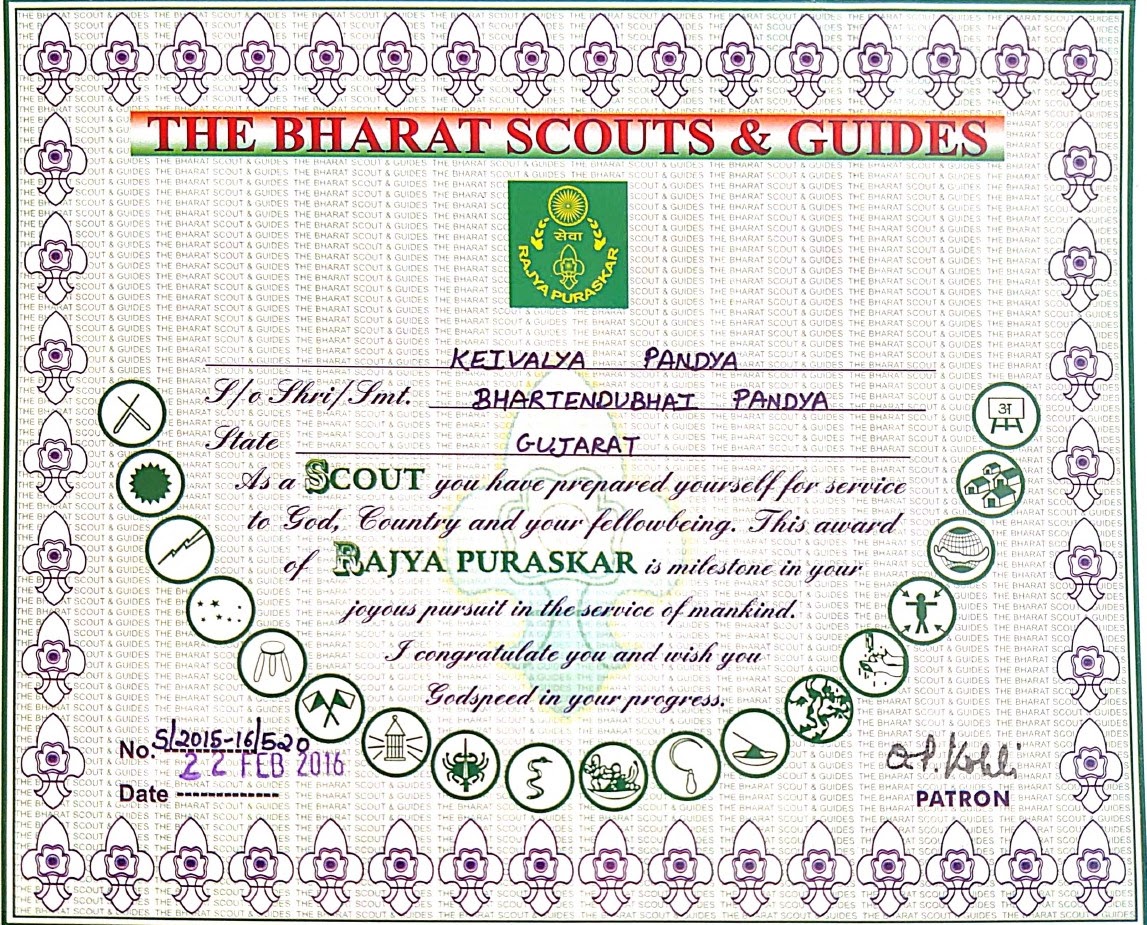 THE BHARAT SCOUTS & GUIDES
सेवा
RAJYA PURASKAR
KEIVALYA PANDYA
S/o Shri/Smt. BHARTENDUBHAI PANDYA
State GUJARAT
As a SCOUT you have prepared yourself for service
to God, Country and your fellowbeing. This award
of RAJYA PURASKAR is milestone in your
joyous pursuit in the service of mankind.
I congratulate you and wish you
Godspeed in your progress.
अ
No. S/2015-16/520
22 FEB 2016
Date
O.P. Kohli
PATRON